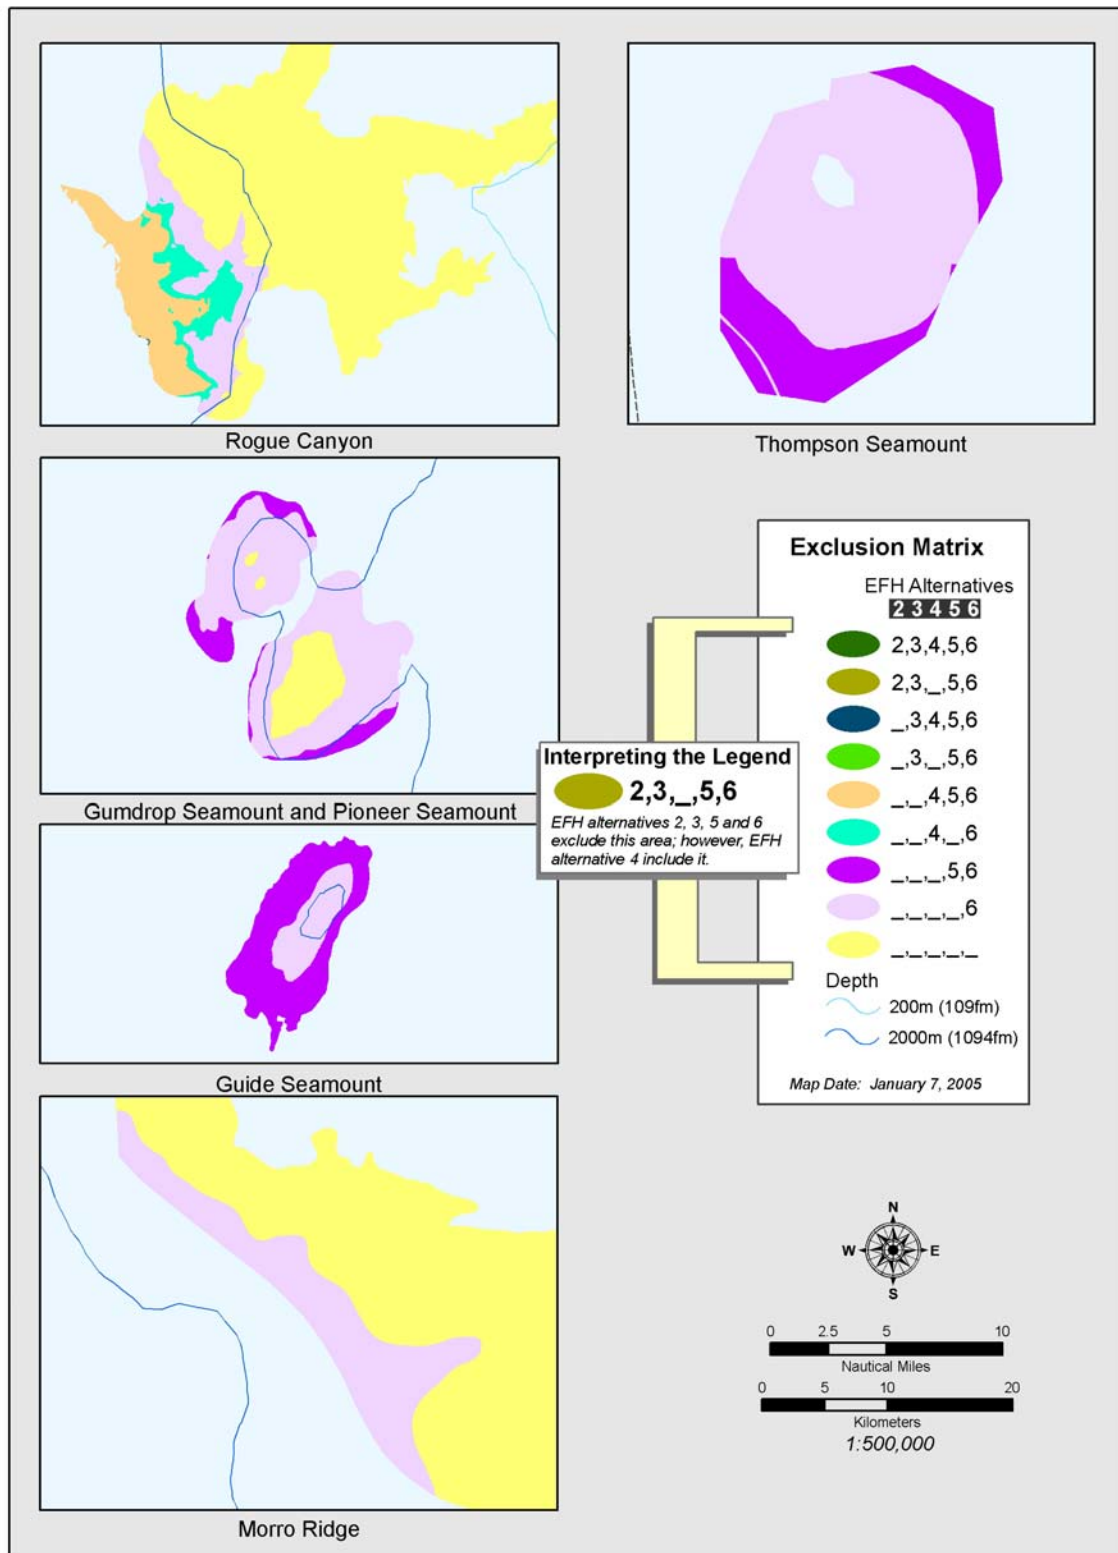 Rogue Canyon
Thompson Seamount
Gumdrop Seamount and Pioneer Seamount
Guide Seamount
Morro Ridge
Interpreting the Legend
2,3,_,5,6
EFH alternatives 2, 3, 5 and 6
exclude this area; however, EFH
alternative 4 include it.
Exclusion Matrix
EFH Alternatives
2 3 4 5 6
2,3,4,5,6
2,3,_,5,6
_,3,4,5,6
_,3,_,5,6
_,_,4,5,6
_,_,4,_,6
_,_,_,5,6
_,_,_,_,6
_,_,_,_,_
Depth
200m (109fm)
2000m (1094fm)
Map Date: January 7, 2005
N
W E
S
0 2.5 5 10
Nautical Miles
0 5 10 20
Kilometers
1:500,000